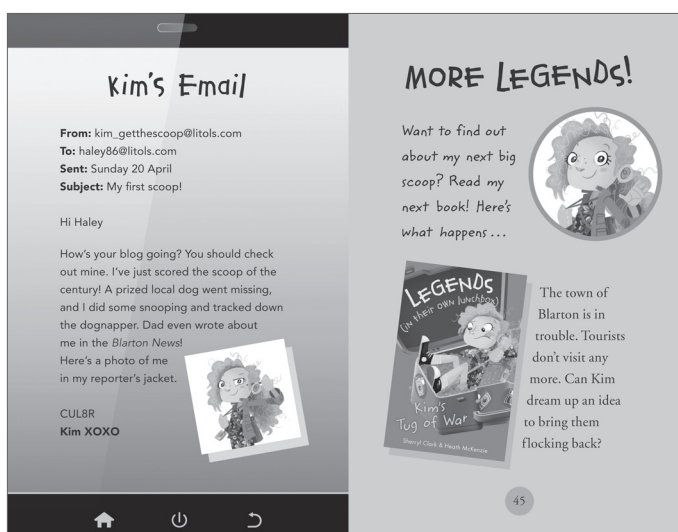 Kim's Email
From: kim_getthescoop@litols.com
To: haley86@litols.com
Sent: Sunday 20 April
Subject: My first scoop!
Hi Haley
How's your blog going? You should check
out mine. I've just scored the scoop of the
century! A prized local dog went missing,
and I did some snooping and tracked down
the dognapper. Dad even wrote about
me in the Blarton News!
Here's a photo of me
in my reporter's jacket.
CUL8R
Kim XOXO
MORE LEGENDS!
Want to find out
about my next big
scoop? Read my
next book! Here's
what happens ...
LEGENDS
(in their own lunchbox)
Kim's
Tug of War
Sherryl Clark & Heath McKenzie
The town of
Blarton is in
trouble. Tourists
don't visit any
more. Can Kim
dream up an idea
to bring them
flocking back?
45